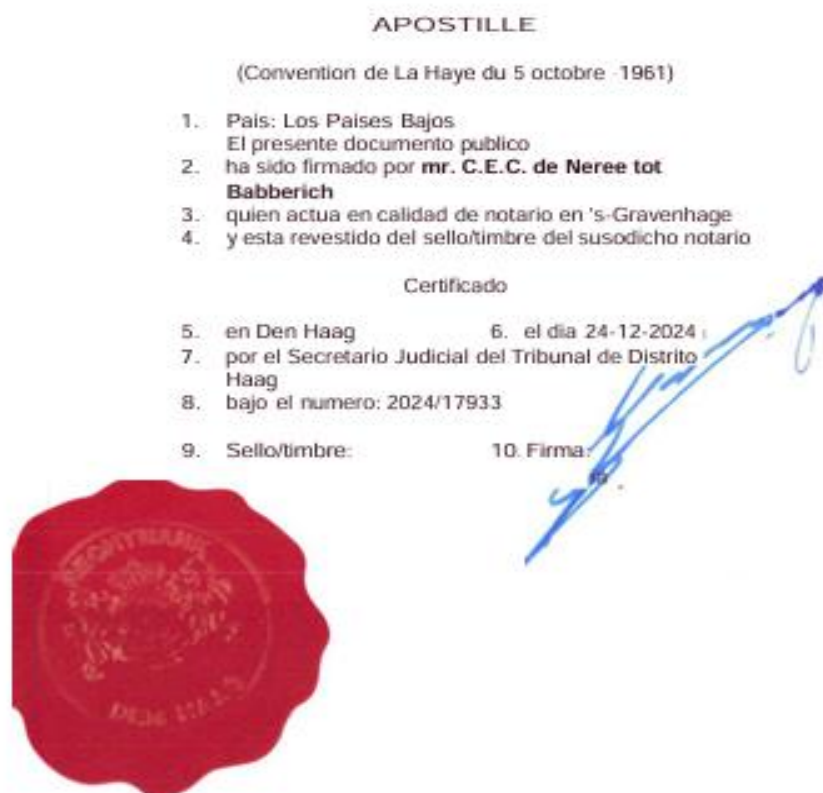 APOSTILLE
(Convention de La Haye du 5 octobre 1961)
1. Pais: Los Paises Bajos
El presente documento publico
2. ha sido firmado por mr. C.E.C. de Neree tot
Babberich
3. quien actua en calidad de notario en 's-Gravenhage
4. y esta revestido del sello/timbre del susodicho notario
Certificado
5. en Den Haag 6. el dia 24-12-2024
7. por el Secretario Judicial del Tribunal de Distrito
Haag
8. bajo el numero: 2024/17933
9. Sello/timbre: 10. Firma:
DEN HAAG